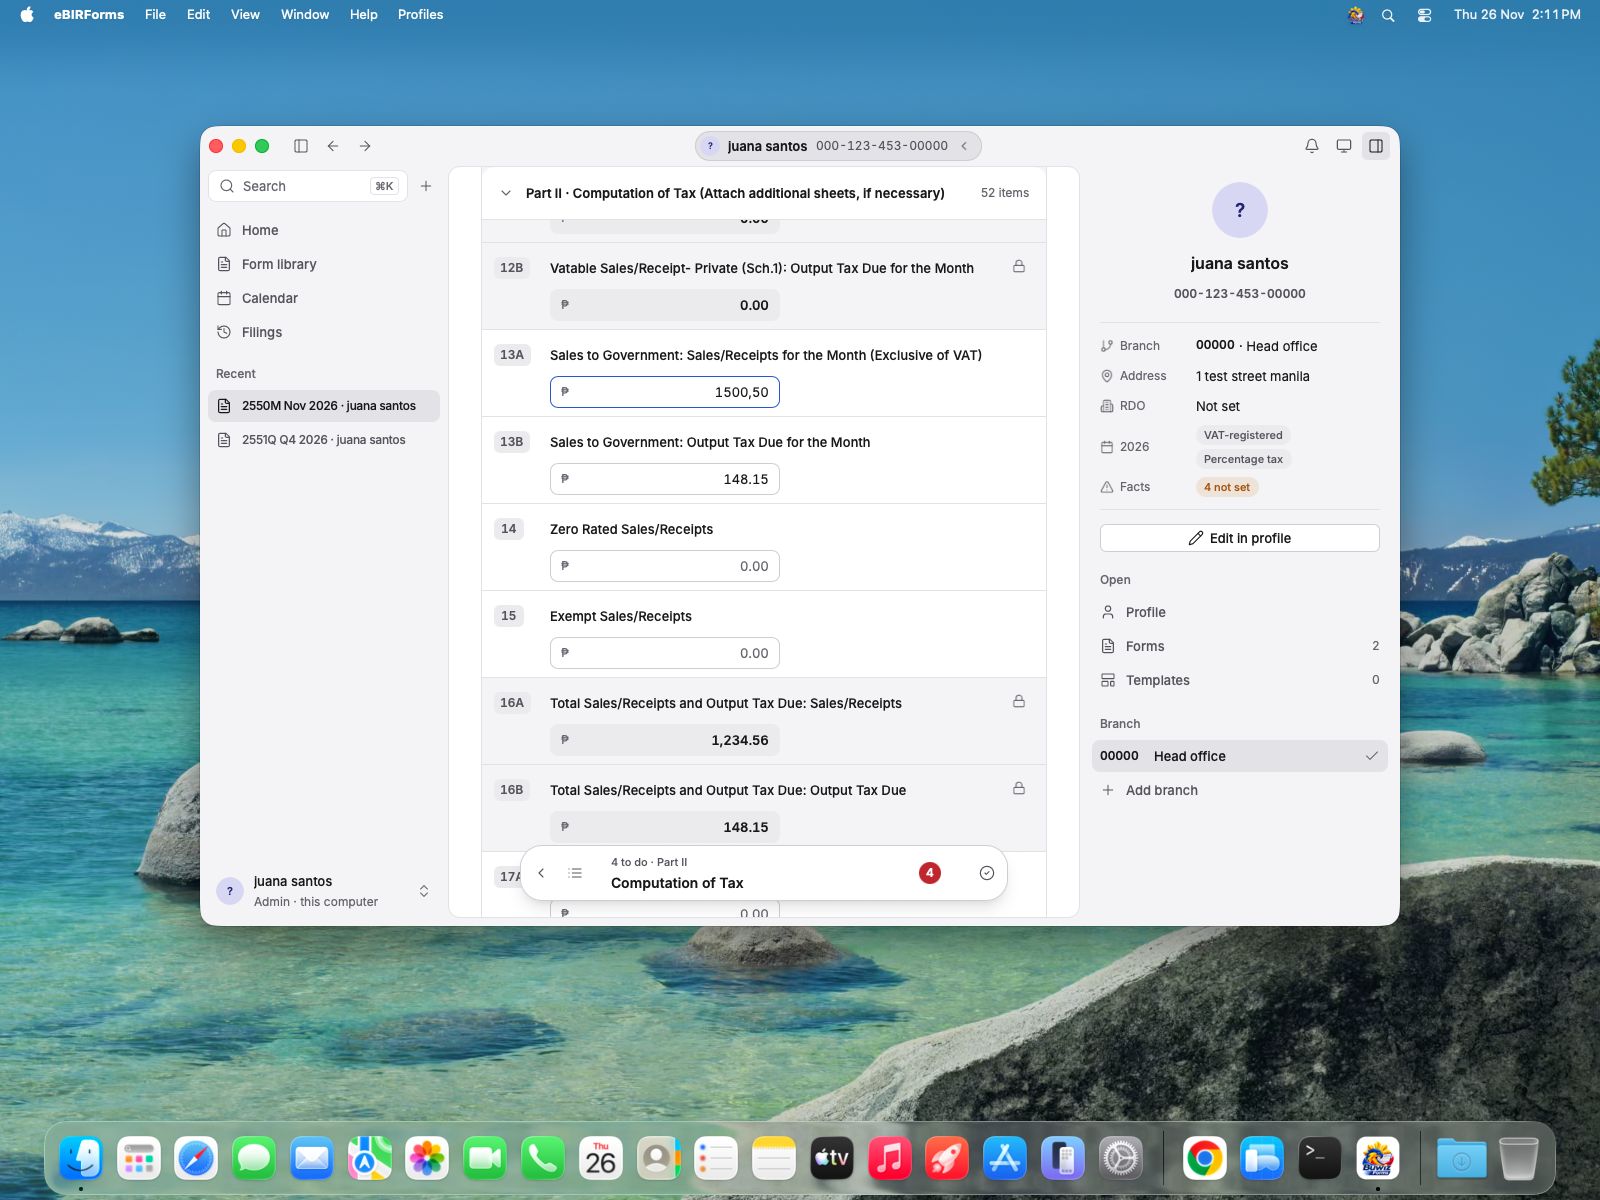 eBIRForms File Edit View Window Help Profiles
Thu 26 Nov 2:11 PM
? juana santos 000-123-453-00000
Search ⌘K
Home
Form library
Calendar
Filings
Recent
2550M Nov 2026 · juana santos
2551Q Q4 2026 · juana santos
? juana santos
Admin · this computer
Part II · Computation of Tax (Attach additional sheets, if necessary) 52 items
0.00
12B Vatable Sales/Receipt- Private (Sch.1): Output Tax Due for the Month
₱ 0.00
13A Sales to Government: Sales/Receipts for the Month (Exclusive of VAT)
₱ 1500,50
13B Sales to Government: Output Tax Due for the Month
₱ 148.15
14 Zero Rated Sales/Receipts
₱ 0.00
15 Exempt Sales/Receipts
₱ 0.00
16A Total Sales/Receipts and Output Tax Due: Sales/Receipts
₱ 1,234.56
16B Total Sales/Receipts and Output Tax Due: Output Tax Due
₱ 148.15
17A
₱ 0.00
4 to do · Part II
Computation of Tax
4
?
juana santos
000-123-453-00000
Branch 00000 · Head office
Address 1 test street manila
RDO Not set
2026 VAT-registered
Percentage tax
Facts 4 not set
Edit in profile
Open
Profile
Forms 2
Templates 0
Branch
00000 Head office
Add branch
Thu
26
tv
>_